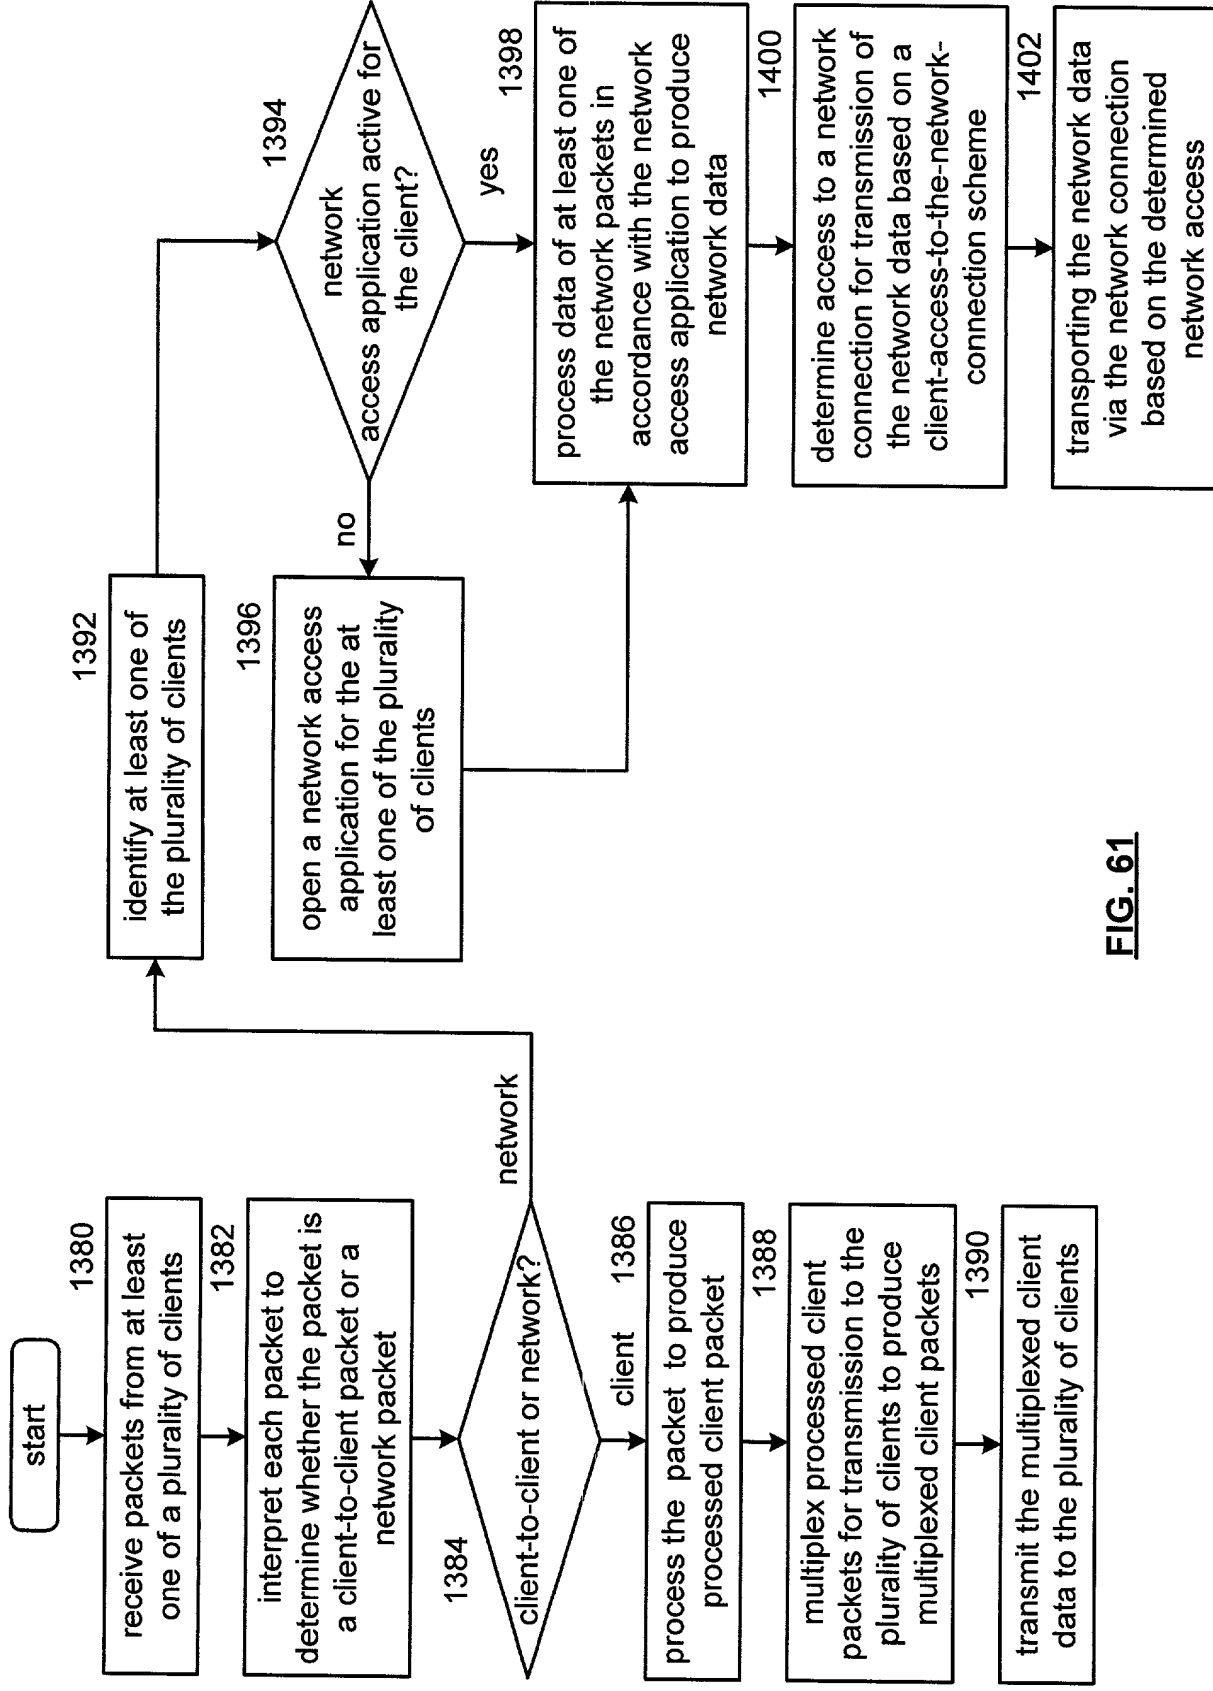 start
1380
receive packets from at least
one of a plurality of clients
1382
interpret each packet to
determine whether the packet is
a client-to-client packet or a
network packet
1384
client-to-client or network?
network
client
1386
process the packet to produce
processed client packet
1388
multiplex processed client
packets for transmission to the
plurality of clients to produce
multiplexed client packets
1390
transmit the multiplexed client
data to the plurality of clients
1392
identify at least one of
the plurality of clients
1394
network
access application active for
the client?
no
yes
1396
open a network access
application for the at
least one of the plurality
of clients
1398
process data of at least one of
the network packets in
accordance with the network
access application to produce
network data
1400
determine access to a network
connection for transmission of
the network data based on a
client-access-to-the-network-
connection scheme
1402
transporting the network data
via the network connection
based on the determined
network access
FIG. 61